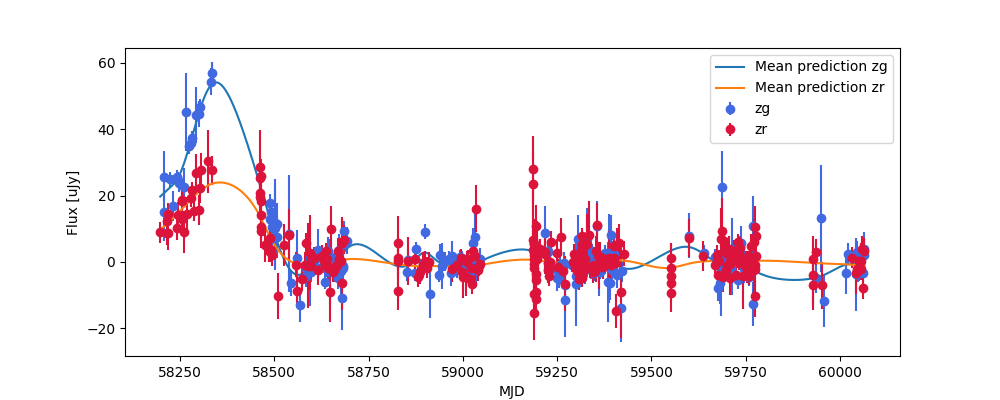 60
40
20
0
−20
Flux [uJy]
58250 58500 58750 59000 59250 59500 59750 60000
MJD
Mean prediction zg
Mean prediction zr
zg
zr